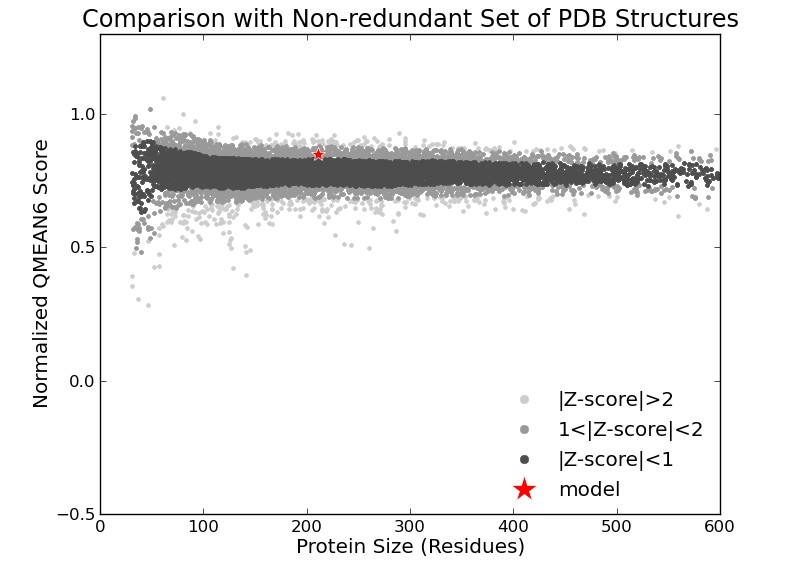 Comparison with Non-redundant Set of PDB Structures
Normalized QMEAN6 Score
1.0
0.5
0.0
−0.5
|Z-score|>2
1<|Z-score|<2
|Z-score|<1
model
0 100 200 300 400 500 600
Protein Size (Residues)